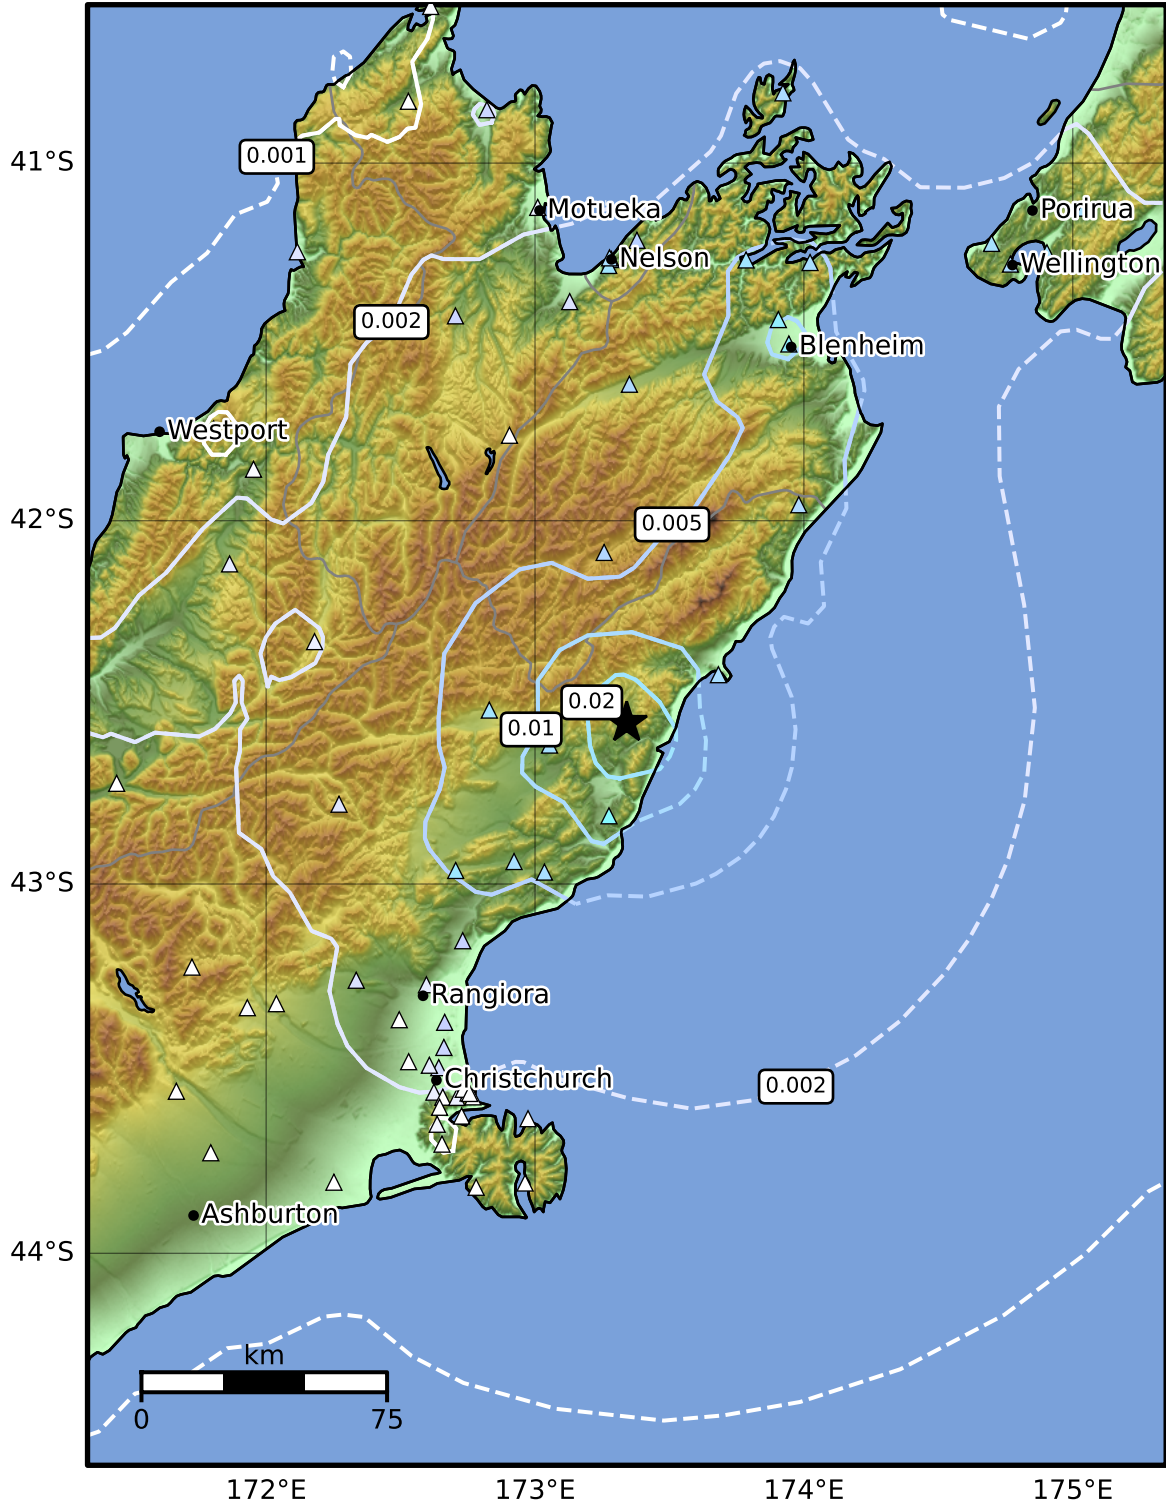 0.001
41°S
Motueka
Porirua
Nelson
Wellington
0.002
Blenheim
Westport
42°S
0.005
0.02
0.01
43°S
Rangiora
Christchurch
0.002
Ashburton
44°S
km
0 75
172°E 173°E 174°E 175°E